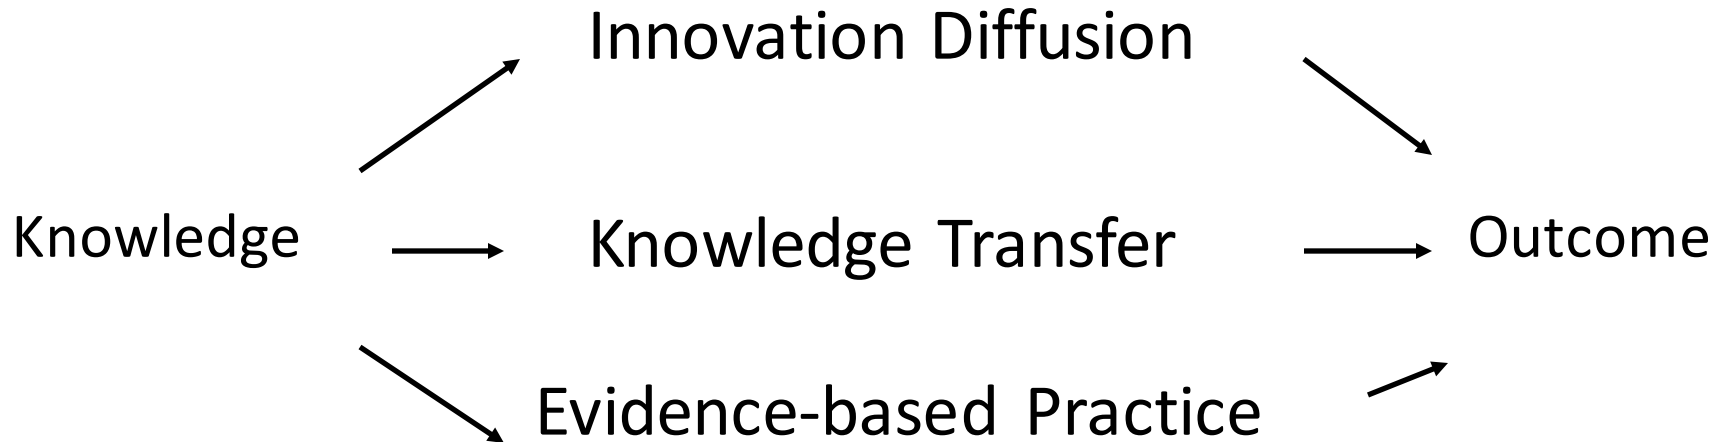 Innovation Diffusion
Knowledge
Knowledge Transfer
Outcome
Evidence-based Practice